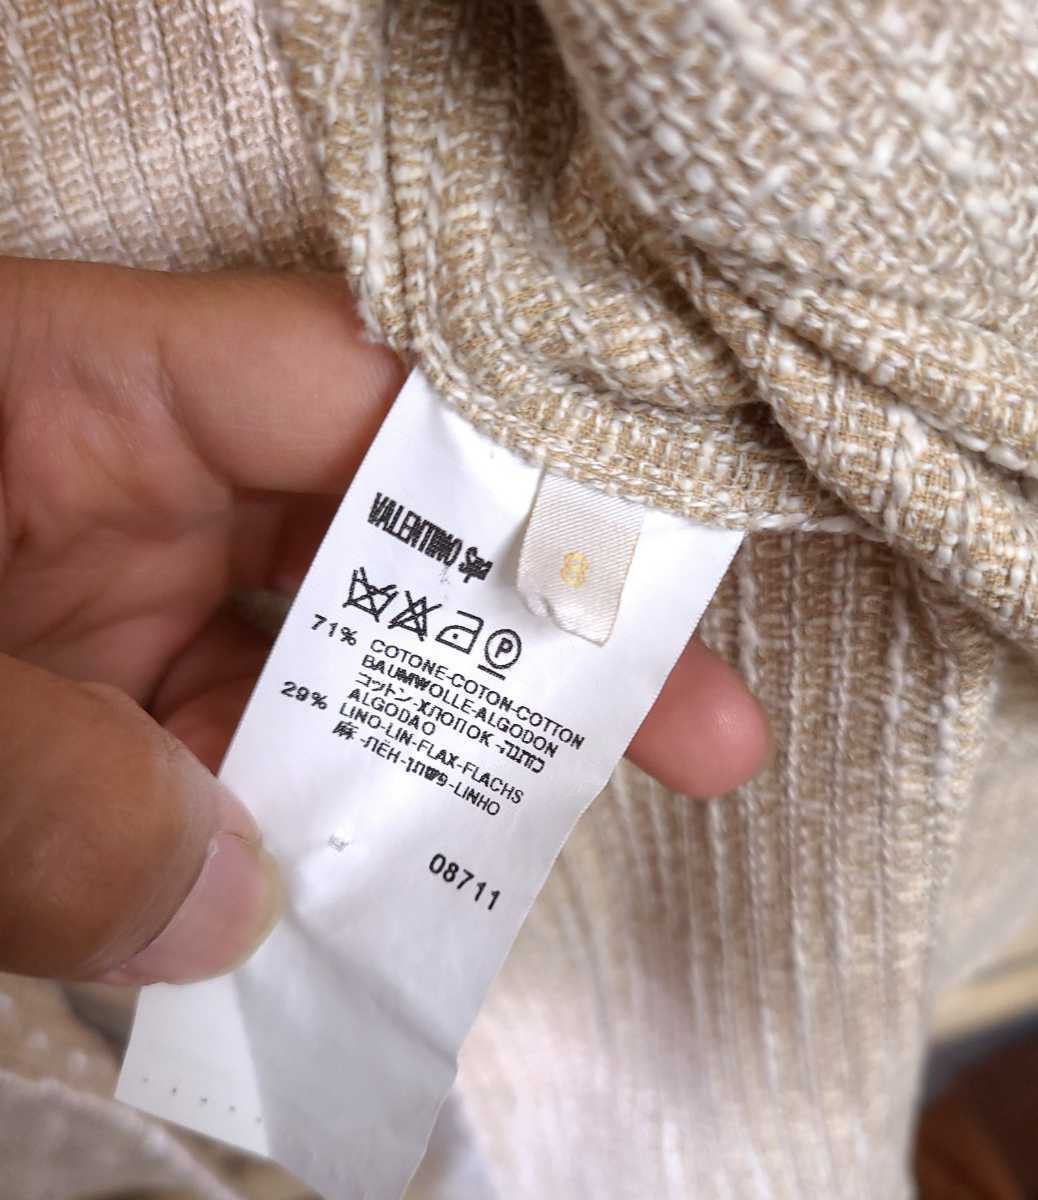 VALENTINO SpA
8
P
71% COTONE-COTON-COTTON
BAUMWOLLE-ALGODON
コットン-ХЛОПОК-כותנה
ALGODAO
29% LINO-LIN-FLAX-FLACHS
麻-ЛЁН-פשתן-LINHO
08711